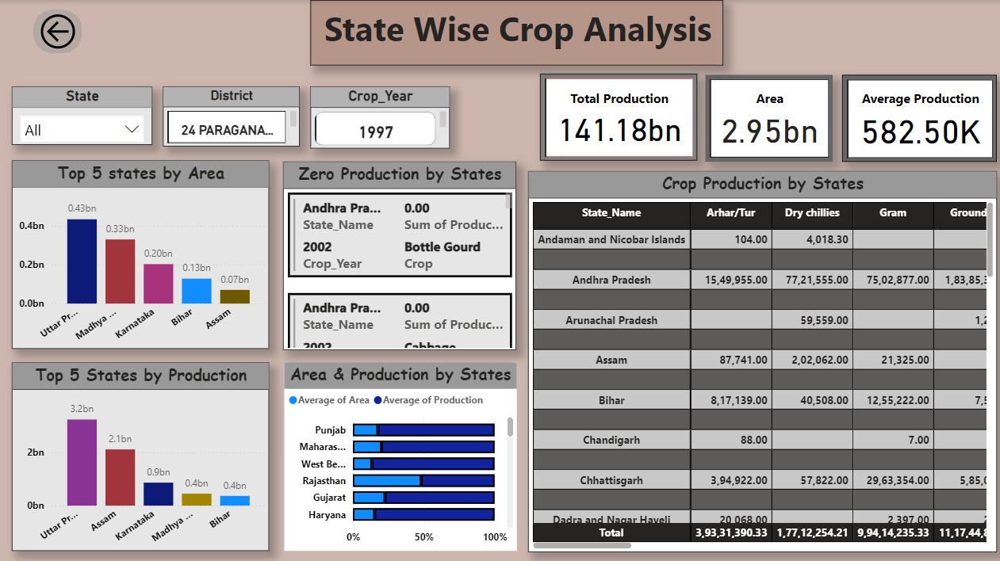 State Wise Crop Analysis
State
All
District
24 PARAGANA...
Crop_Year
1997
Total Production
141.18bn
Area
2.95bn
Average Production
582.50K
Top 5 states by Area
0.43bn
0.33bn
0.20bn
0.13bn
0.07bn
0.4bn
0.2bn
0.0bn
Uttar Pr...
Madhya ...
Karnataka
Bihar
Assam
Zero Production by States
Andhra Pra... 0.00
State_Name Sum of Produc...
2002 Bottle Gourd
Crop_Year Crop
Andhra Pra... 0.00
State_Name Sum of Produc...
2002 Cabbage
Top 5 States by Production
3.2bn
2.1bn
0.9bn
0.4bn
0.4bn
2bn
0bn
Uttar Pr...
Assam
Karnataka
Madhya ...
Bihar
Area & Production by States
Average of Area Average of Production
Punjab
Maharas...
West Be...
Rajasthan
Gujarat
Haryana
0% 50% 100%
Crop Production by States
State_Name Arhar/Tur Dry chillies Gram Ground
Andaman and Nicobar Islands 104.00 4,018.30
Andhra Pradesh 15,49,955.00 77,21,555.00 75,02,877.00 1,83,85,3
Arunachal Pradesh 59,559.00 1,2
Assam 87,741.00 2,02,062.00 21,325.00
Bihar 8,17,139.00 40,508.00 12,55,222.00 7,5
Chandigarh 88.00 7.00
Chhattisgarh 3,94,922.00 57,822.00 29,63,354.00 5,85,0
Dadra and Nagar Haveli 20,068.00 2,397.00
Total 3,93,31,390.33 1,77,12,254.21 9,94,14,235.33 11,17,44,8